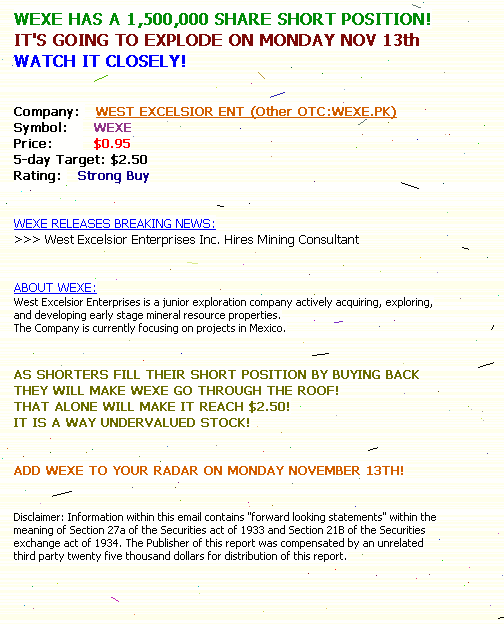 WEXE HAS A 1,500,000 SHARE SHORT POSITION!
IT'S GOING TO EXPLODE ON MONDAY NOV 13th
WATCH IT CLOSELY!
Company: WEST EXCELSIOR ENT (Other OTC:WEXE.PK)
Symbol: WEXE
Price: $0.95
5-day Target: $2.50
Rating: Strong Buy
WEXE RELEASES BREAKING NEWS:
>>> West Excelsior Enterprises Inc. Hires Mining Consultant
ABOUT WEXE:
West Excelsior Enterprises is a junior exploration company actively acquiring, exploring,
and developing early stage mineral resource properties.
The Company is currently focusing on projects in Mexico.
AS SHORTERS FILL THEIR SHORT POSITION BY BUYING BACK
THEY WILL MAKE WEXE GO THROUGH THE ROOF!
THAT ALONE WILL MAKE IT REACH $2.50!
IT IS A WAY UNDERVALUED STOCK!
ADD WEXE TO YOUR RADAR ON MONDAY NOVEMBER 13TH!
Disclaimer: Information within this email contains "forward looking statements" within the
meaning of Section 27a of the Securities act of 1933 and Section 21B of the Securities
exchange act of 1934. The Publisher of this report was compensated by an unrelated
third party twenty five thousand dollars for distribution of this report.